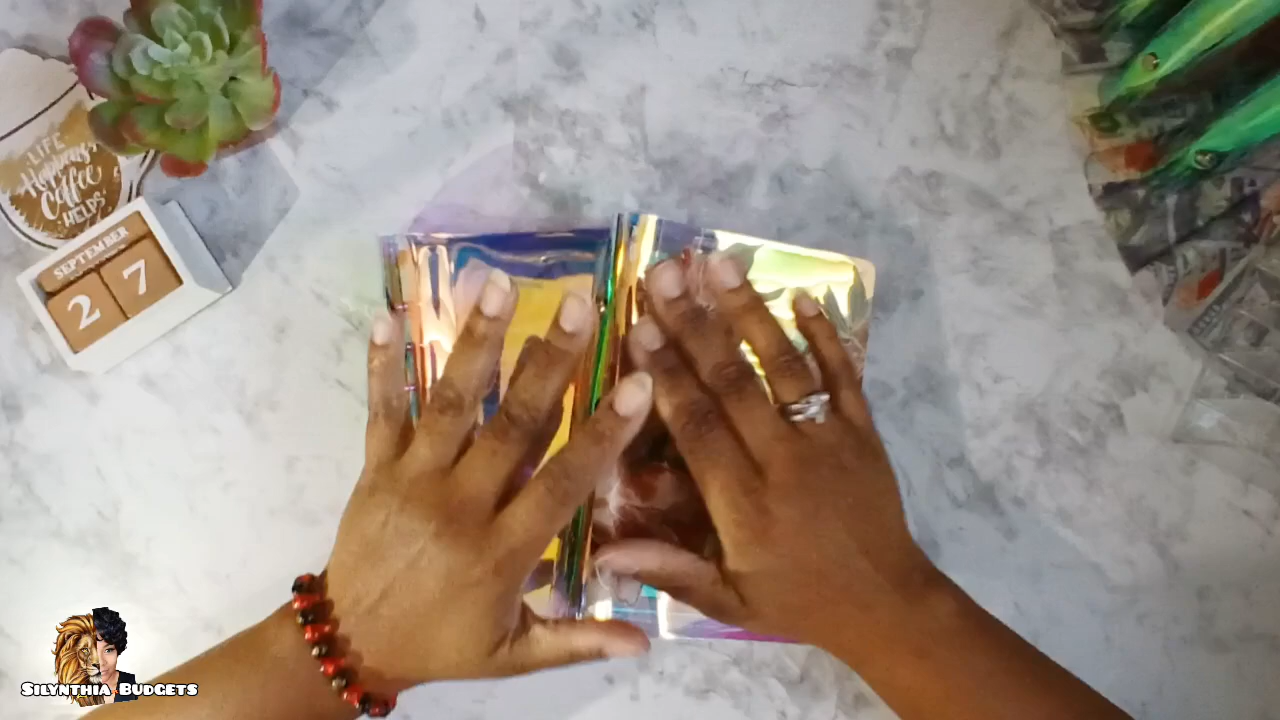 LIFE
Happens
Coffee
HELPS
SEPTEMBER
2 7
SILYNTHIA BUDGETS